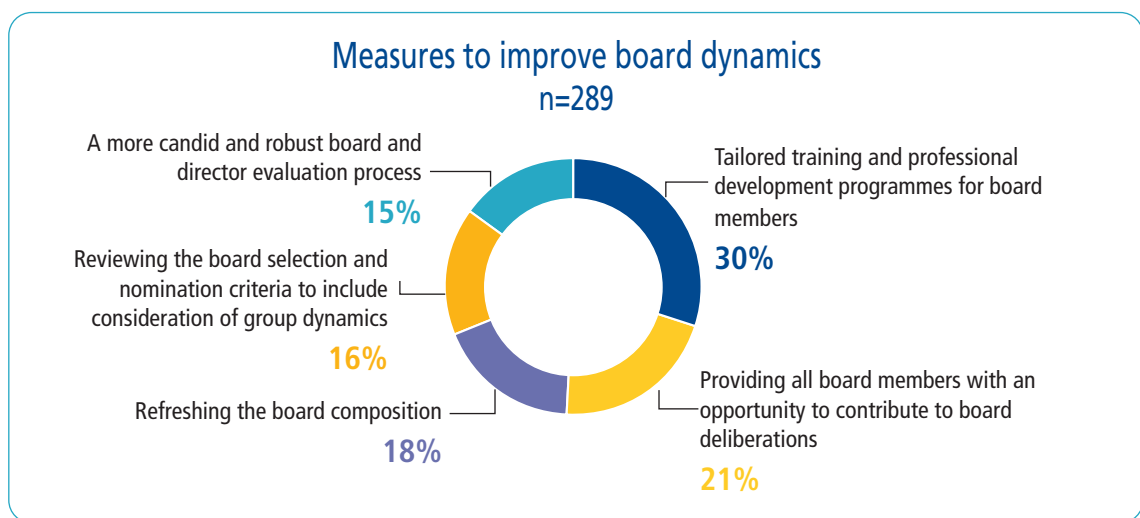 Measures to improve board dynamics
n=289
A more candid and robust board and
director evaluation process
15%
Tailored training and professional
development programmes for board
members
30%
Reviewing the board selection and
nomination criteria to include
consideration of group dynamics
16%
Refreshing the board composition
18%
Providing all board members with an
opportunity to contribute to board
deliberations
21%